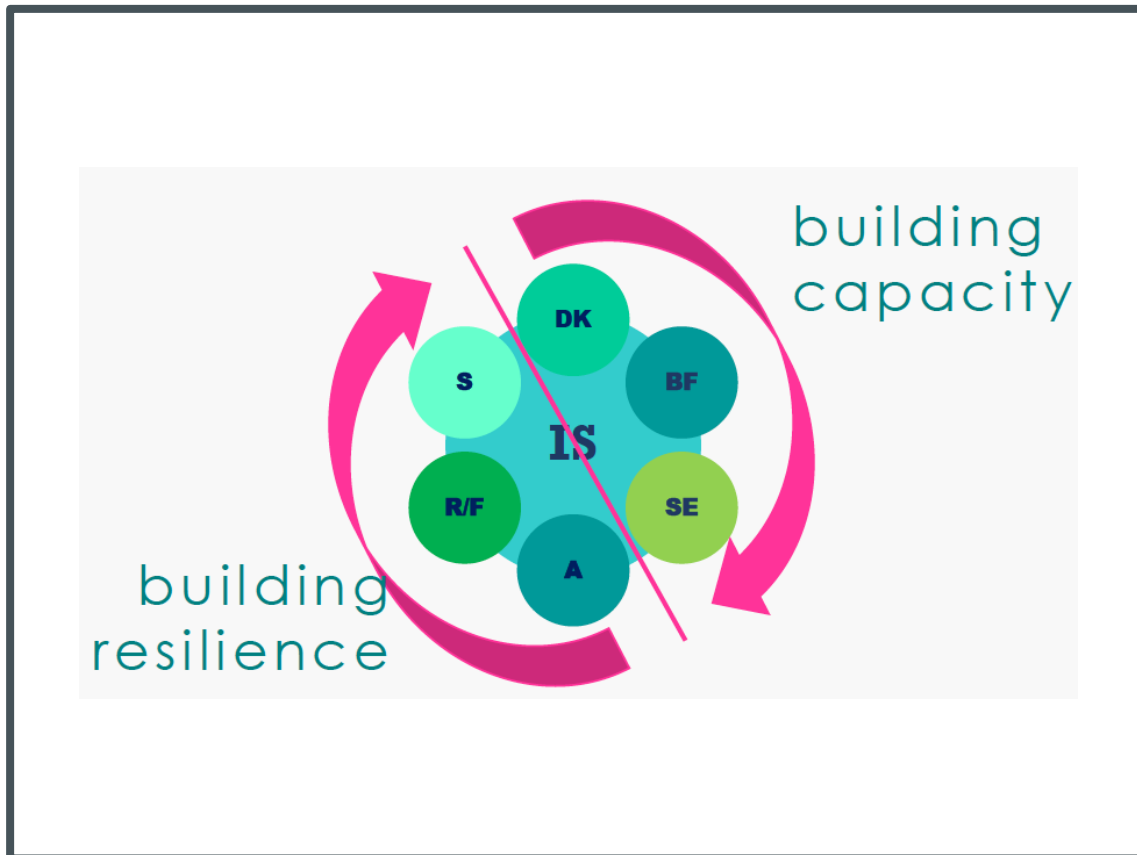 building
capacity
DK
BF
S
IS
R/F
SE
A
building
resilience